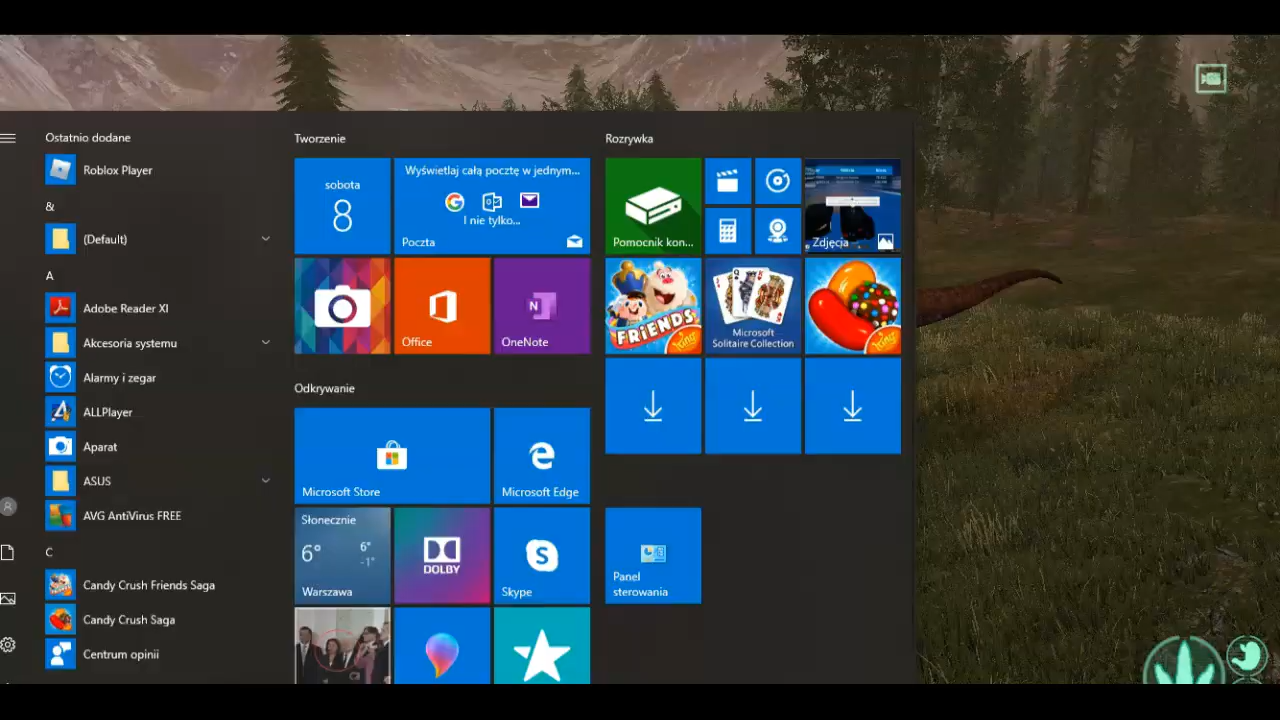 Ostatnio dodane
Roblox Player
&
(Default)
A
Adobe Reader XI
Akcesoria systemu
Alarmy i zegar
ALLPlayer
Aparat
ASUS
AVG AntiVirus FREE
C
Candy Crush Friends Saga
Candy Crush Saga
Centrum opinii
Tworzenie
sobota
8
Wyświetlaj całą pocztę w jednym...
I nie tylko...
Poczta
Office
N
OneNote
Odkrywanie
Microsoft Store
Microsoft Edge
Słonecznie
6°
6°
-1°
Warszawa
DOLBY
S
Skype
Rozrywka
Pomocnik kon...
Zdjęcia
FRIENDS
King
Microsoft
Solitaire Collection
King
Panel
sterowania